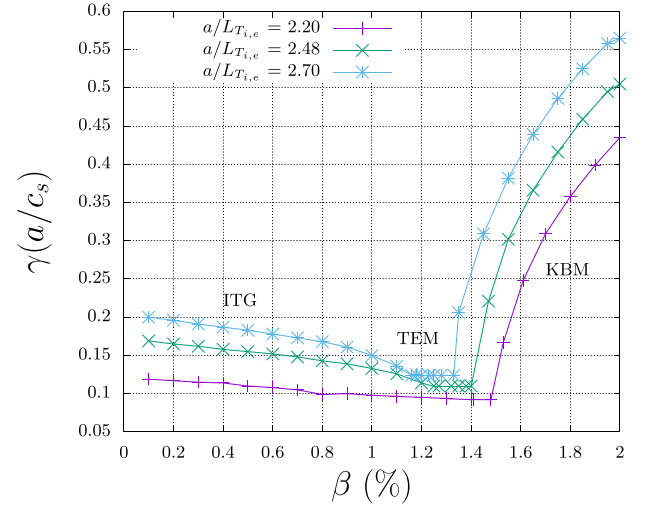 a/L_{T_{i,e}} = 2.20
a/L_{T_{i,e}} = 2.48
a/L_{T_{i,e}} = 2.70
0.6
0.55
0.5
0.45
0.4
0.35
0.3
0.25
0.2
0.15
0.1
0.05
γ(a/c_s)
ITG
TEM
KBM
0 0.2 0.4 0.6 0.8 1 1.2 1.4 1.6 1.8 2
β (%)